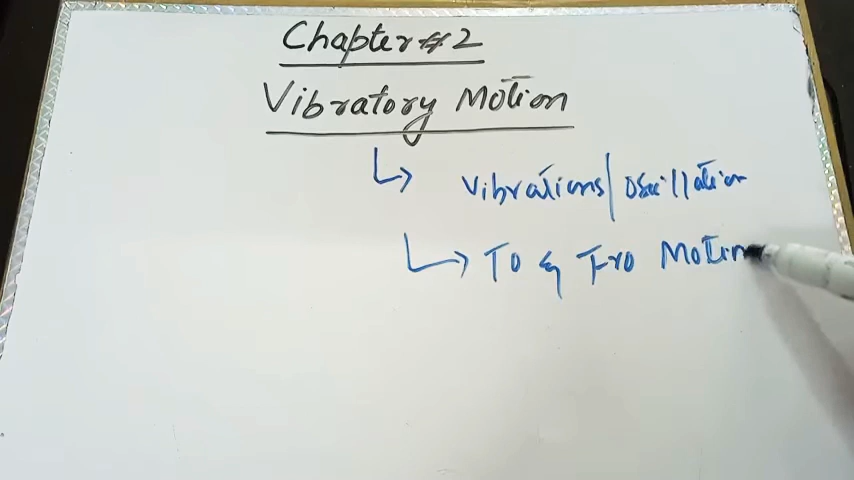 Chapter # 2
Vibratory Motion
↳ Vibrations/Oscillation
↳ To & Fro Motion